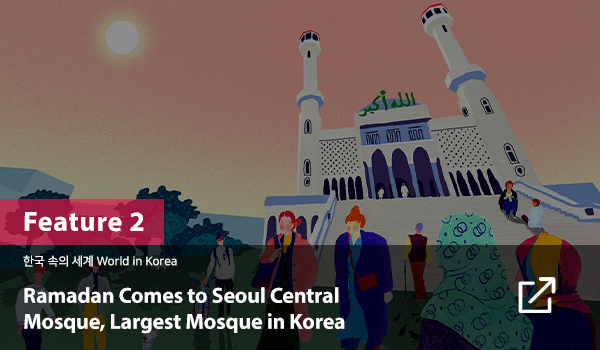 الله أكبر
Feature 2
한국 속의 세계 World in Korea
Ramadan Comes to Seoul Central
Mosque, Largest Mosque in Korea